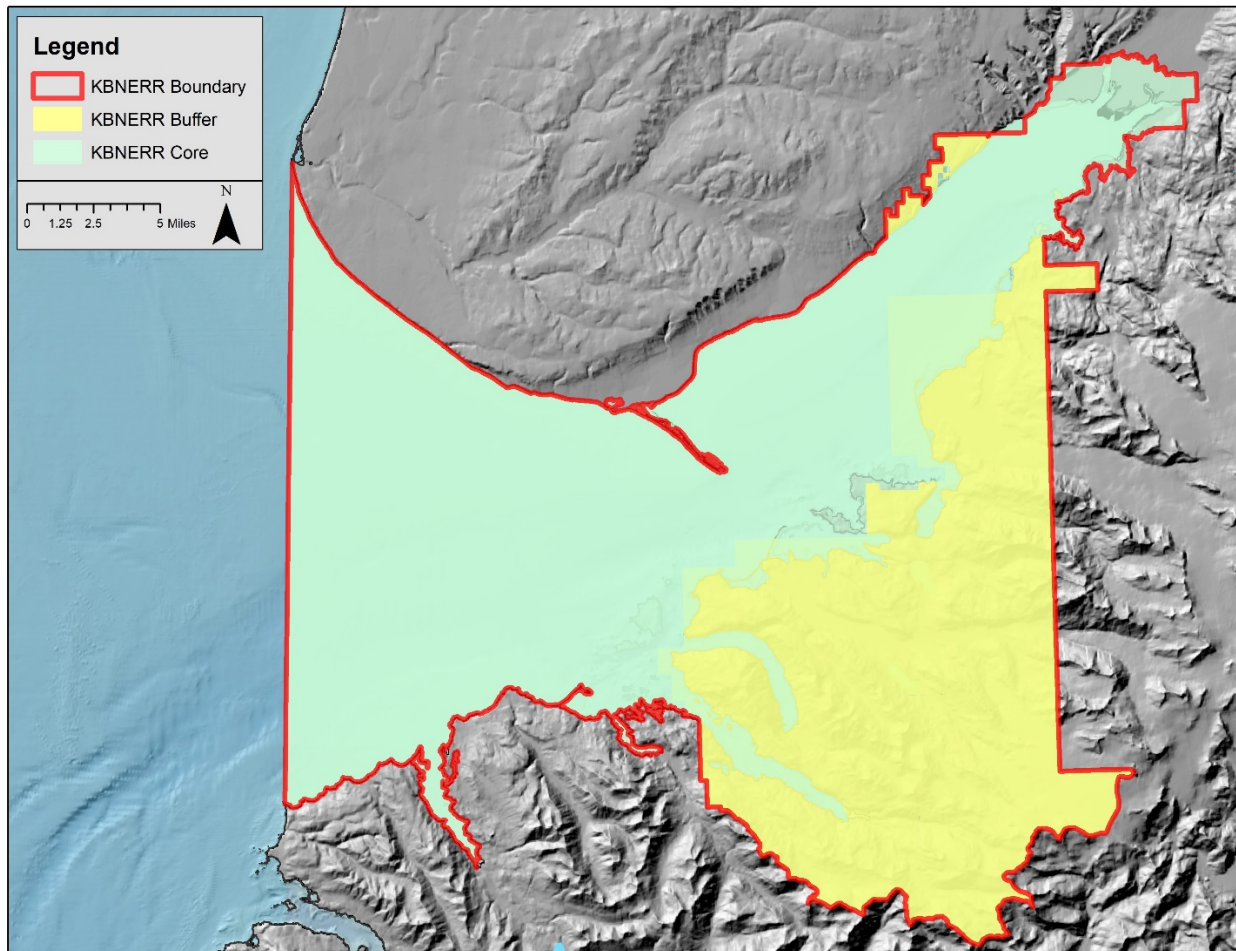 Legend
KBNERR Boundary
KBNERR Buffer
KBNERR Core
N
0 1.25 2.5 5 Miles